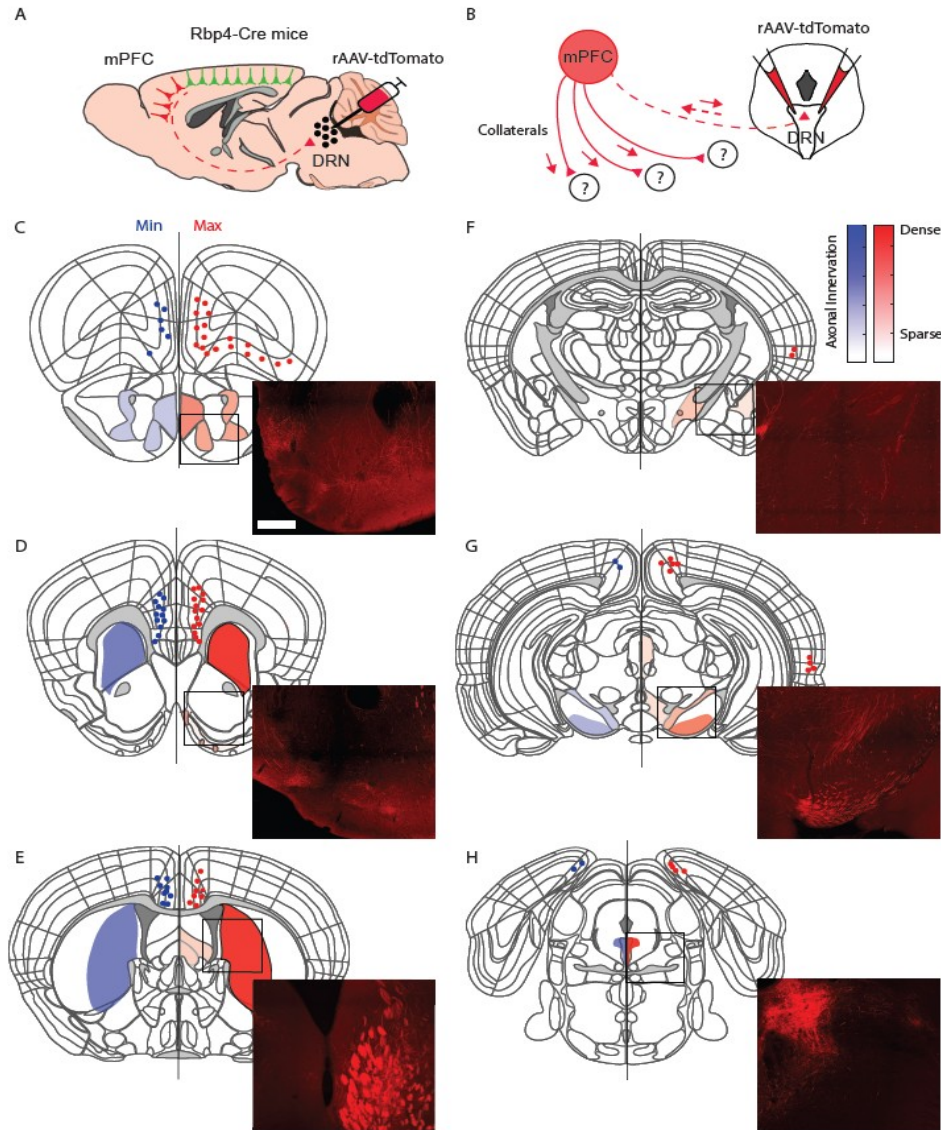 A
Rbp4-Cre mice
mPFC
rAAV-tdTomato
DRN
B
rAAV-tdTomato
mPFC
DRN
Collaterals
?
?
?
C
Min
Max
F
Axonal Innervation
Dense
Sparse
D
G
E
H